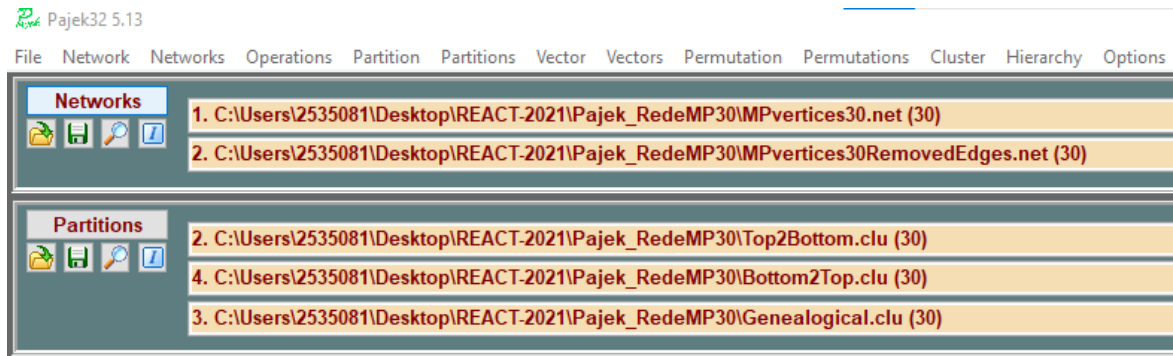 Pajek32 5.13
File Network Networks Operations Partition Partitions Vector Vectors Permutation Permutations Cluster Hierarchy Options
Networks
1. C:\Users\2535081\Desktop\REACT-2021\Pajek_RedeMP30\MPvertices30.net (30)
2. C:\Users\2535081\Desktop\REACT-2021\Pajek_RedeMP30\MPvertices30RemovedEdges.net (30)
Partitions
2. C:\Users\2535081\Desktop\REACT-2021\Pajek_RedeMP30\Top2Bottom.clu (30)
4. C:\Users\2535081\Desktop\REACT-2021\Pajek_RedeMP30\Bottom2Top.clu (30)
3. C:\Users\2535081\Desktop\REACT-2021\Pajek_RedeMP30\Genealogical.clu (30)